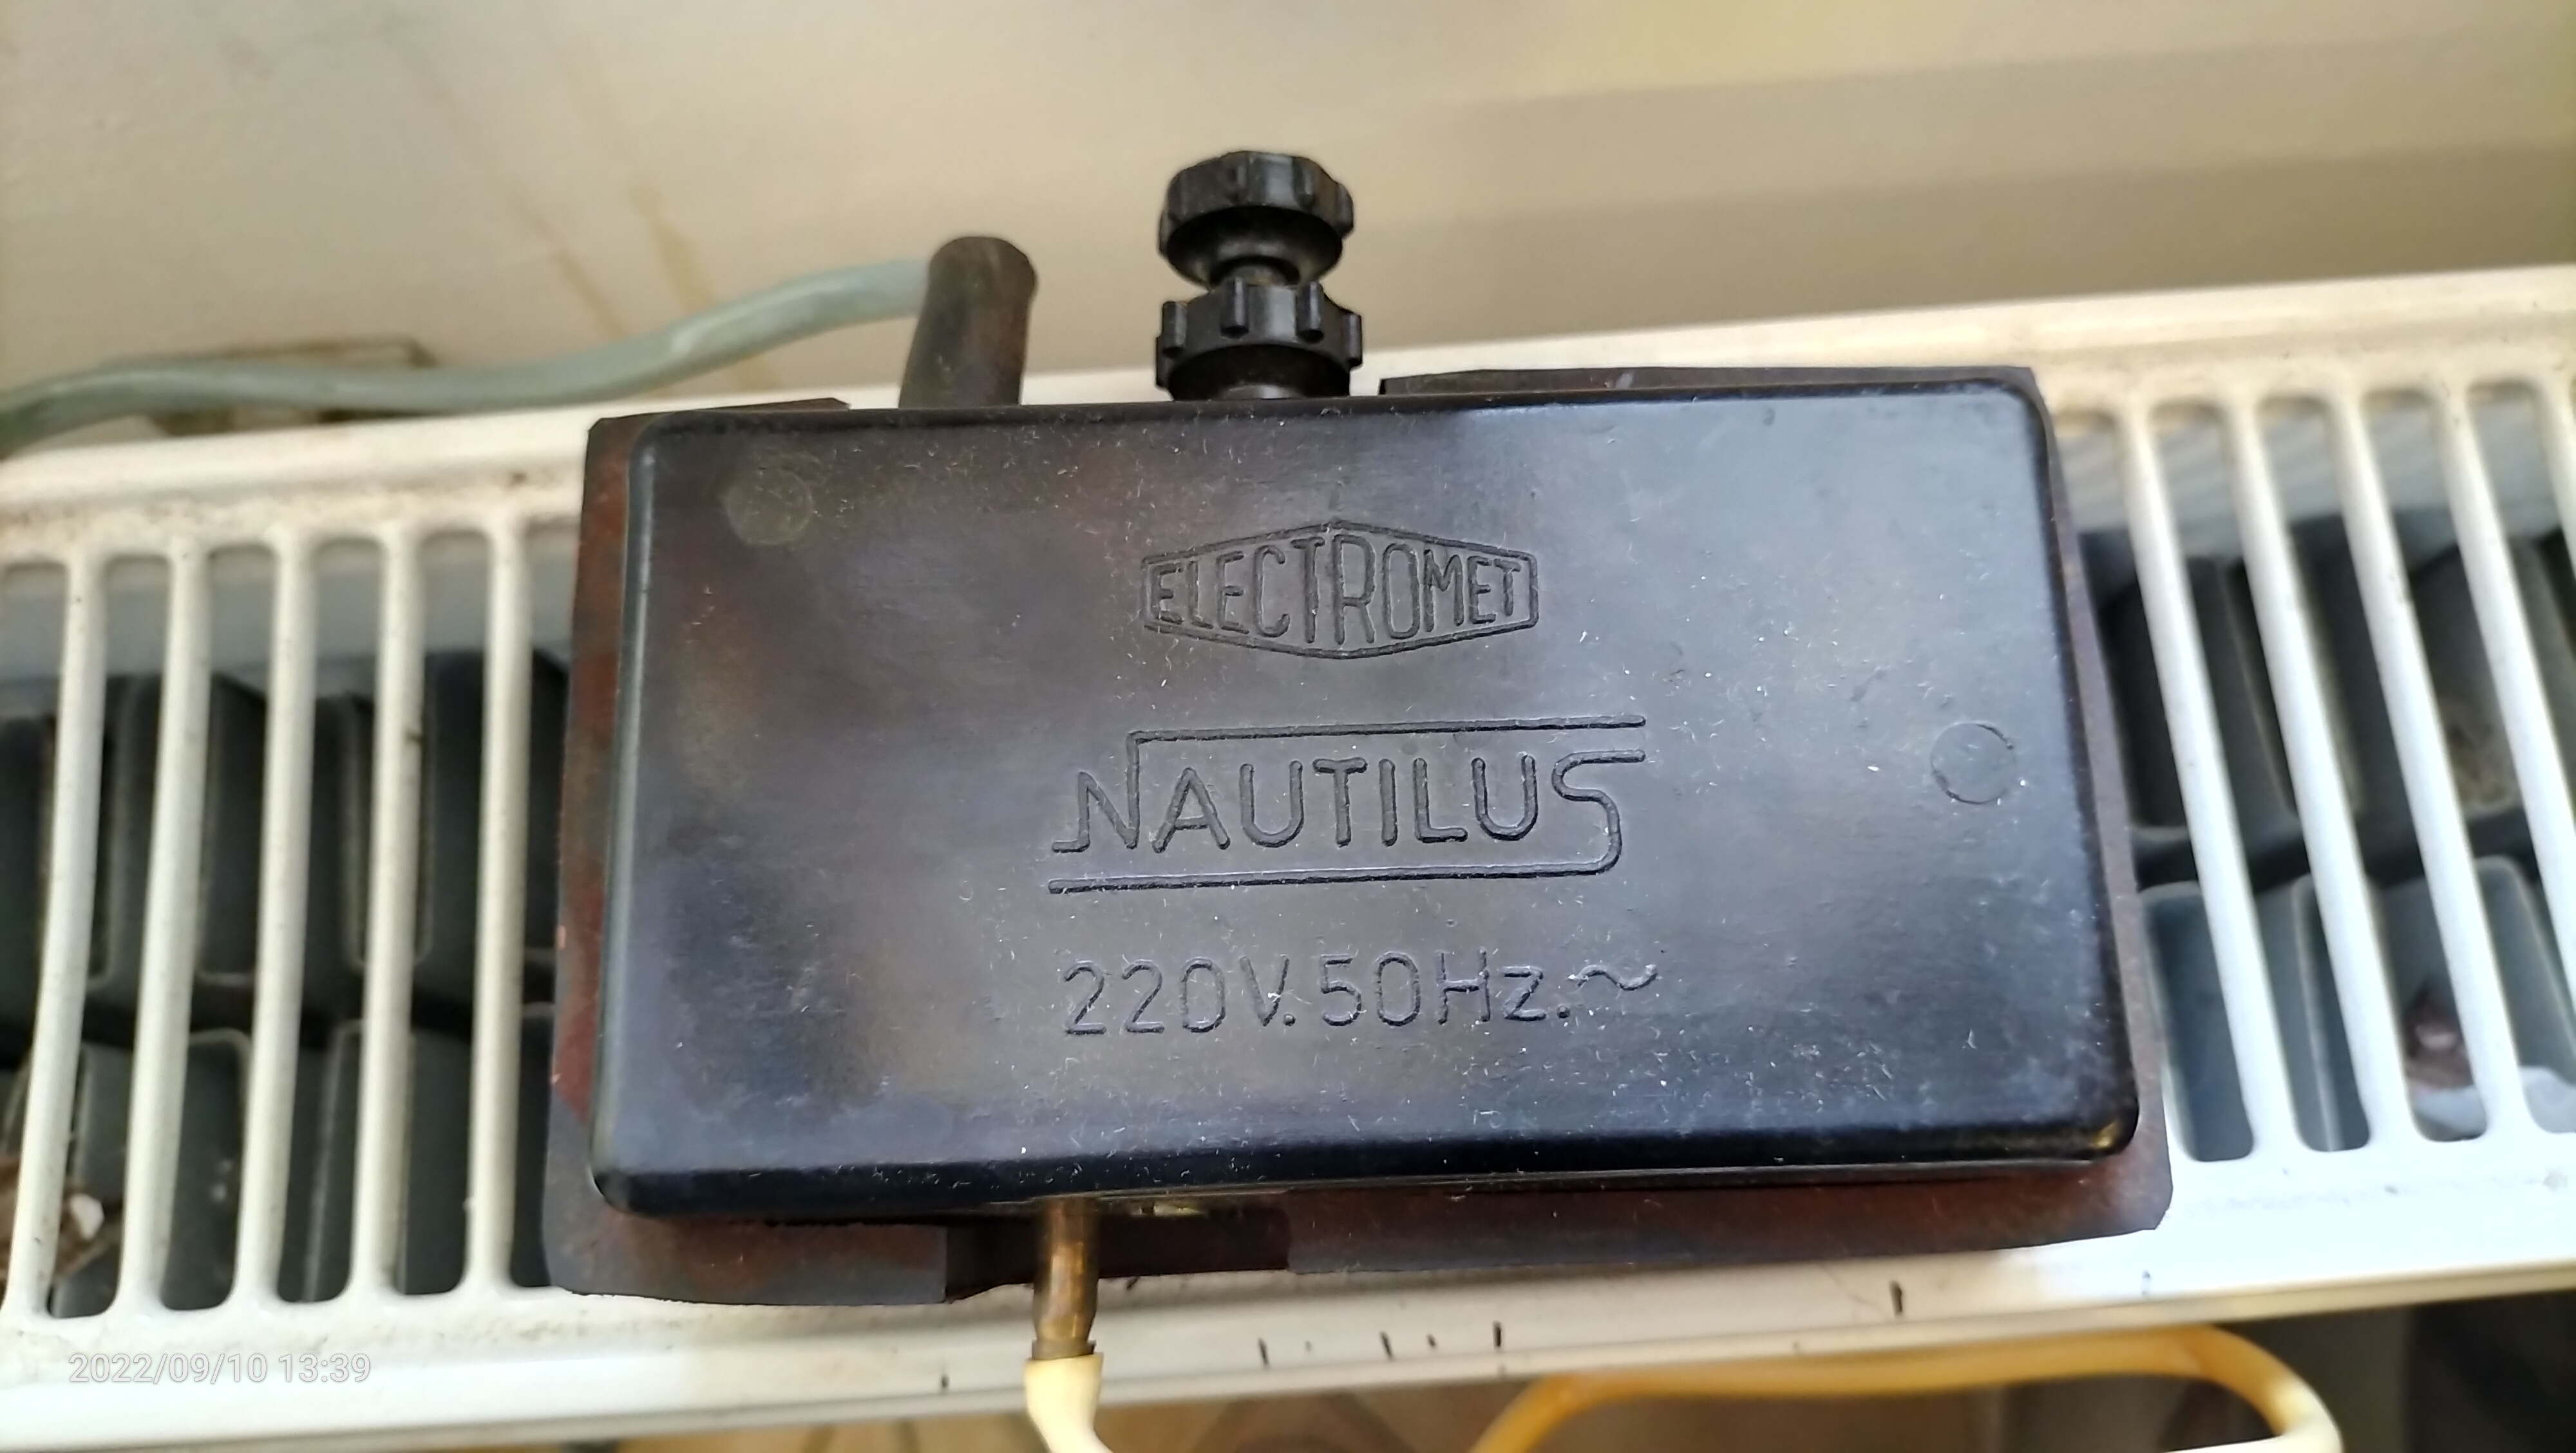 ELECTROMET
NAUTILUS
220V.50Hz.~
2022/09/10 13:39